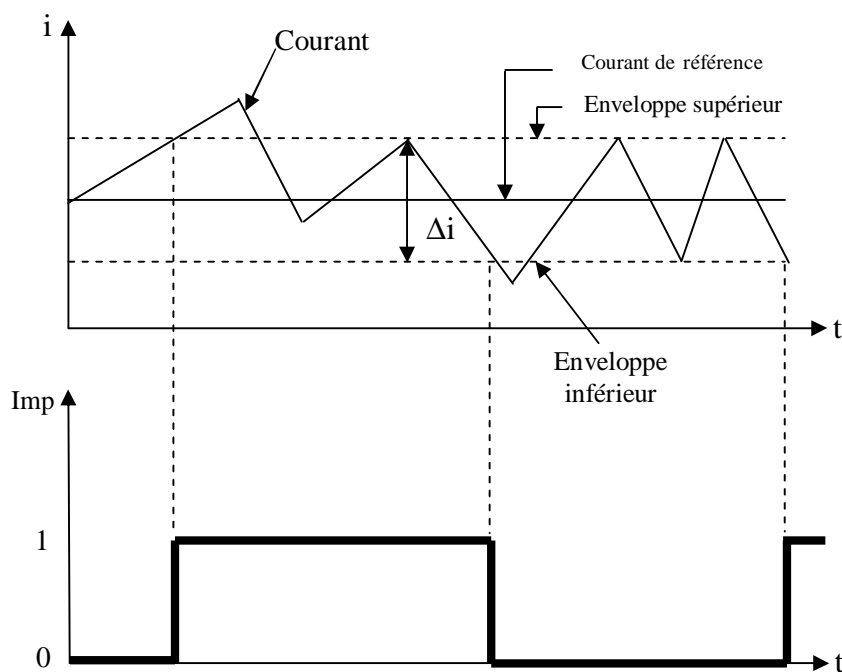 i
Courant
Courant de référence
Enveloppe supérieur
Δi
t
Enveloppe
inférieur
Imp
1
0
t